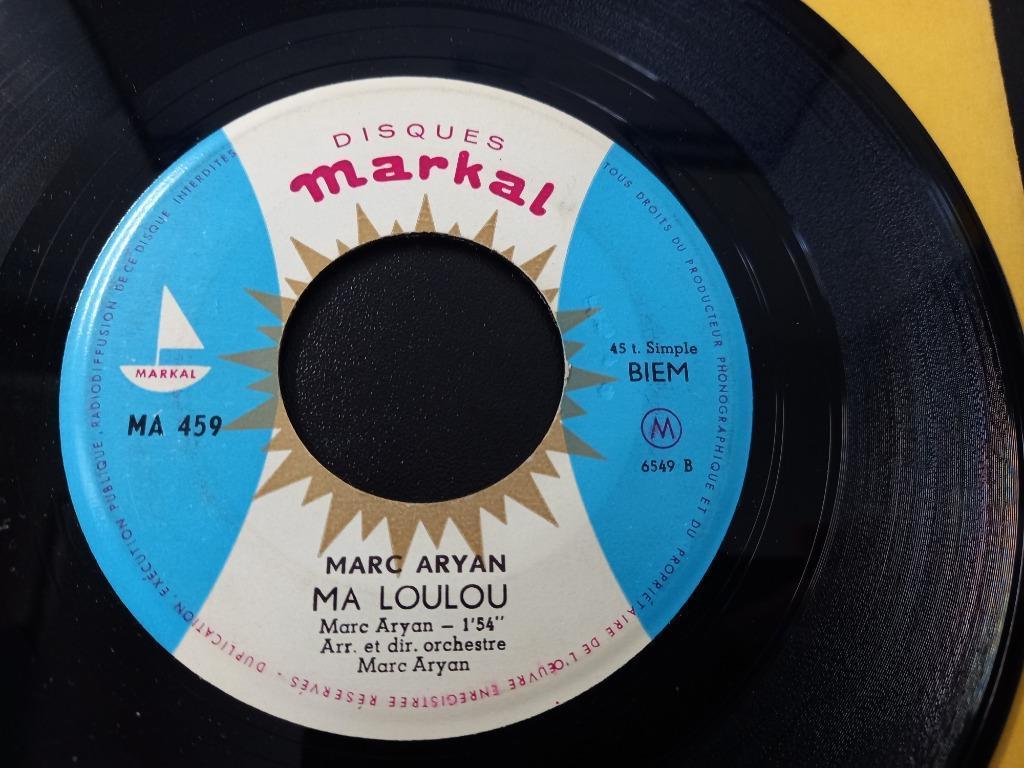 DISQUES
markal
MARKAL
MA 459
45 t. Simple
BIEM
M
6549 B
MARC ARYAN
MA LOULOU
Marc Aryan – 1'54"
Arr. et dir. orchestre
Marc Aryan
TOUS DROITS DU PRODUCTEUR PHONOGRAPHIQUE ET DU PROPRIÉTAIRE DE L'ŒUVRE ENREGISTREE RÉSERVÉS - DUPLICATION, EXÉCUTION PUBLIQUE, RADIODIFFUSION DE CE DISQUE INTERDITES